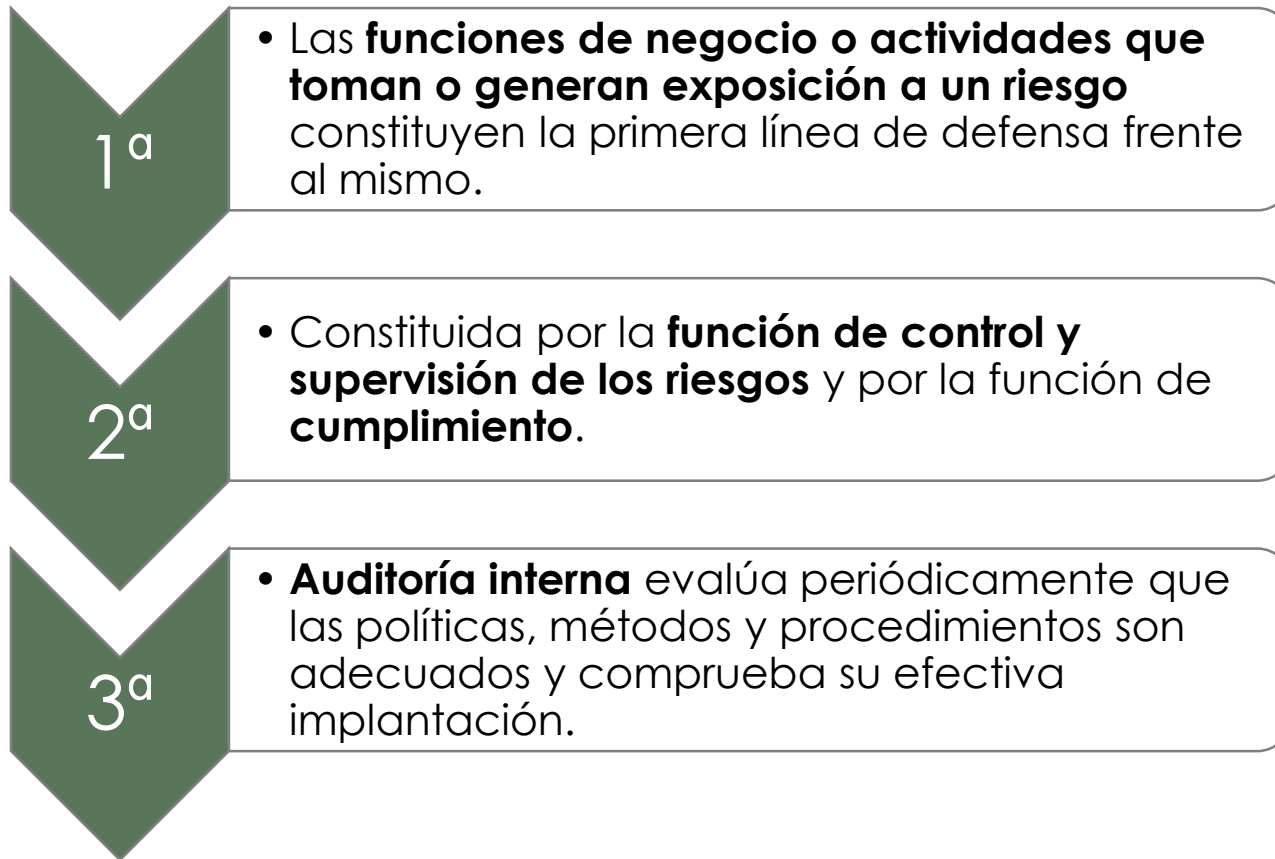 1ª
• Las funciones de negocio o actividades que
toman o generan exposición a un riesgo
constituyen la primera línea de defensa frente
al mismo.
2ª
• Constituida por la función de control y
supervisión de los riesgos y por la función de
cumplimiento.
3ª
• Auditoría interna evalúa periódicamente que
las políticas, métodos y procedimientos son
adecuados y comprueba su efectiva
implantación.